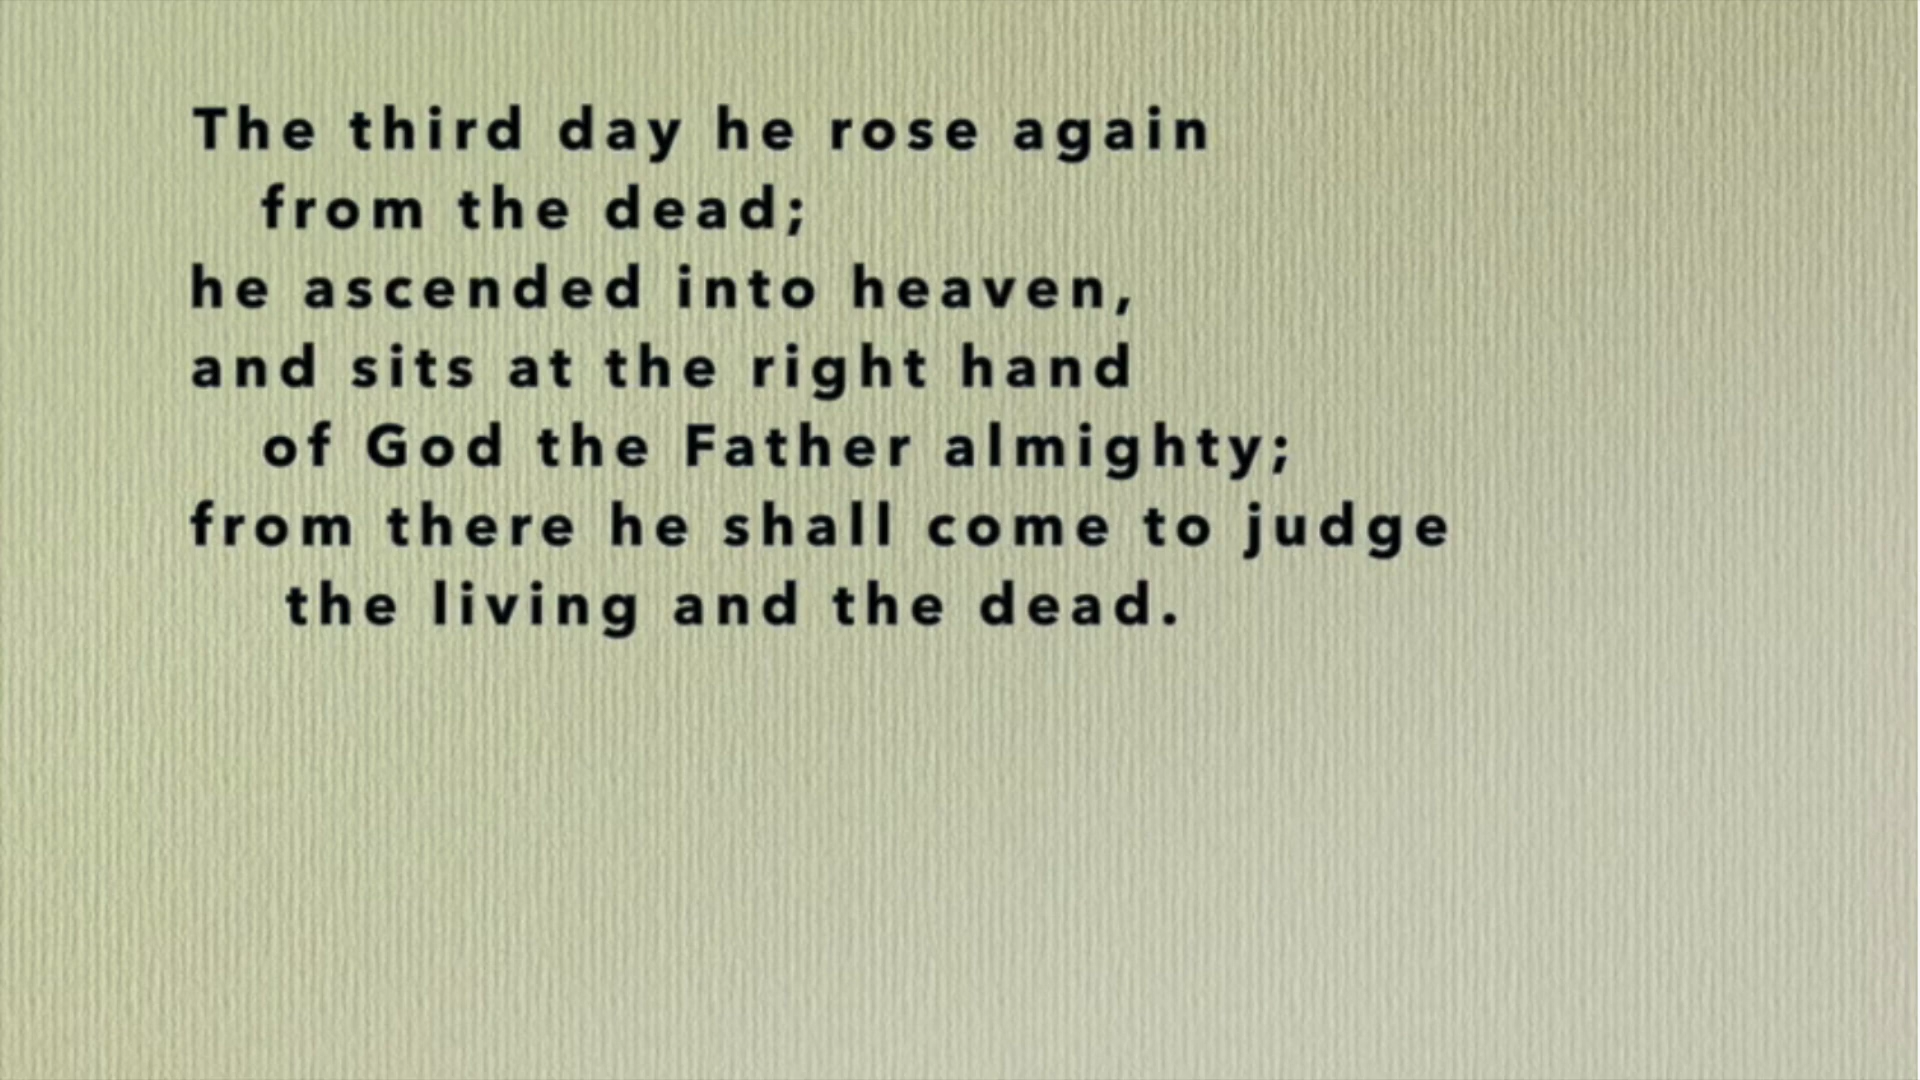 The third day he rose again
from the dead;
he ascended into heaven,
and sits at the right hand
of God the Father almighty;
from there he shall come to judge
the living and the dead.